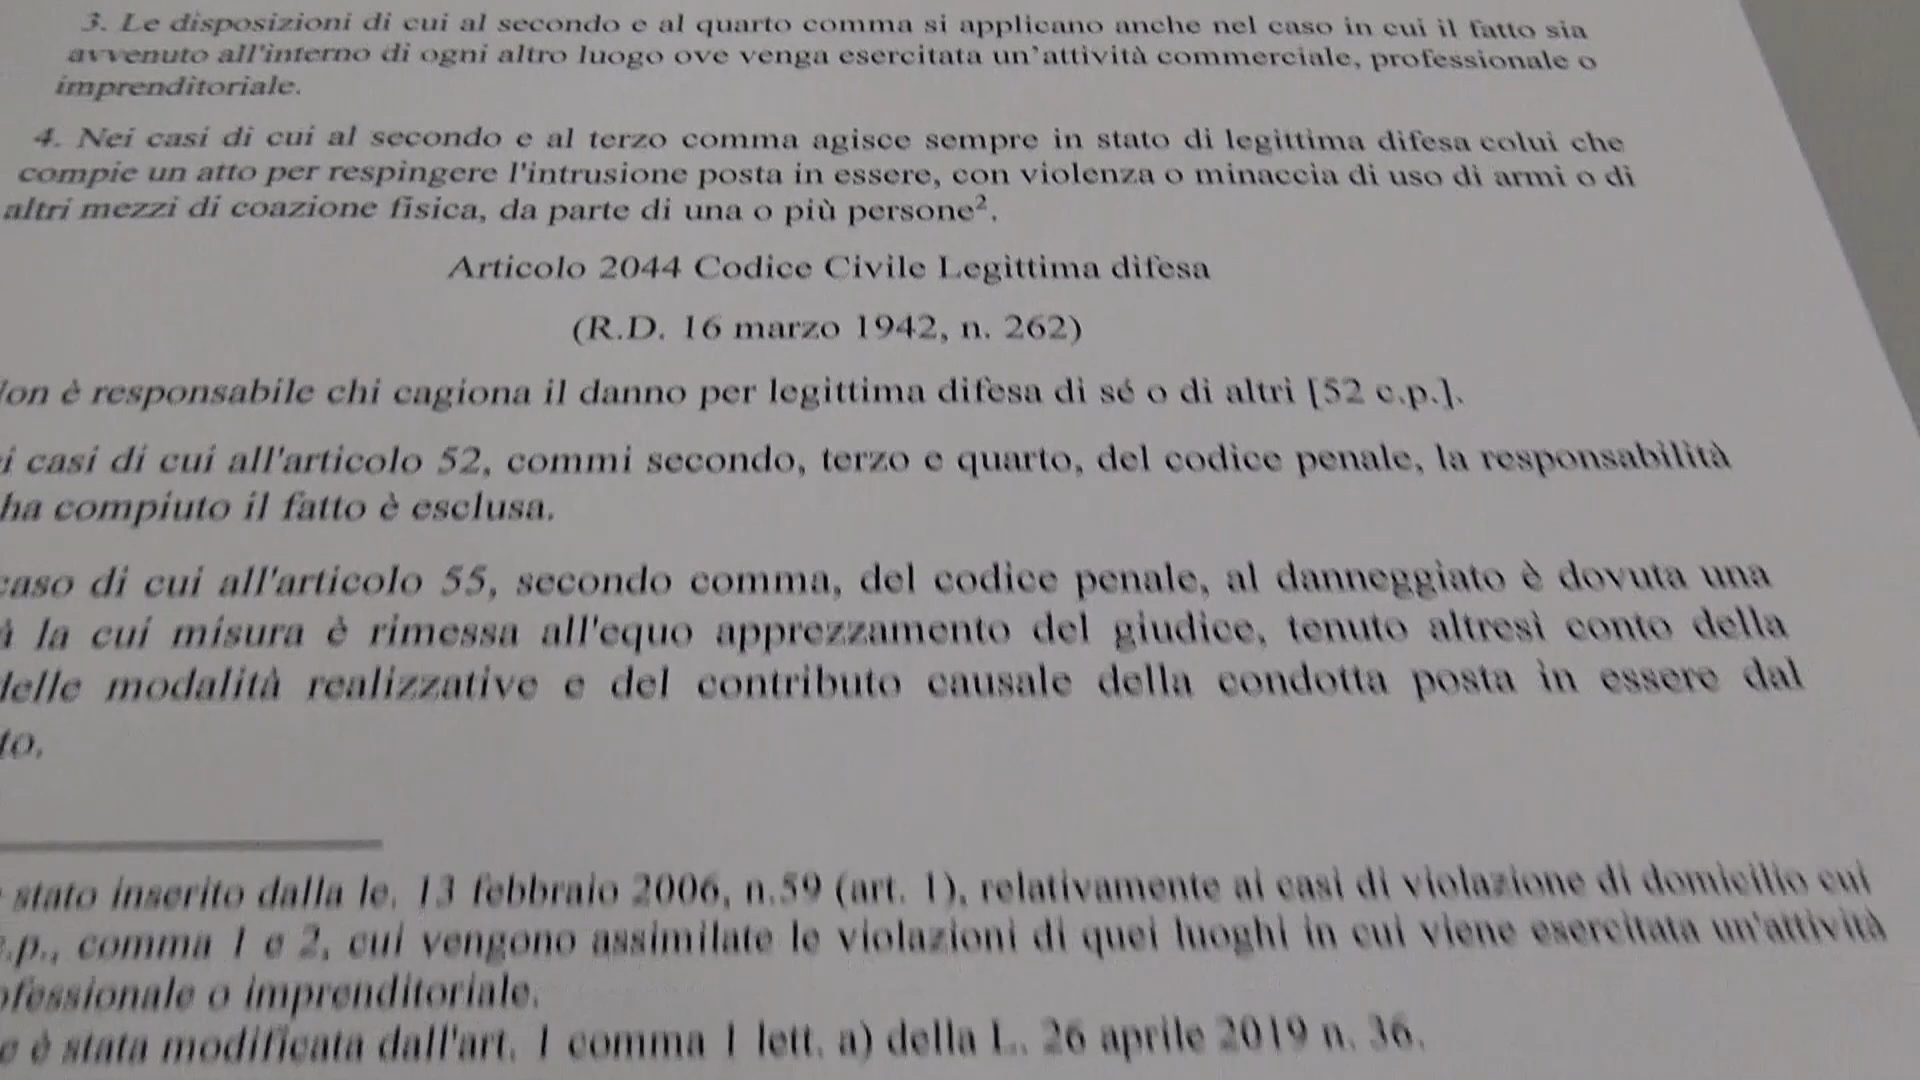 3. Le disposizioni di cui al secondo e al quarto comma si applicano anche nel caso in cui il fatto sia
avvenuto all'interno di ogni altro luogo ove venga esercitata un'attività commerciale, professionale o
imprenditoriale.
4. Nei casi di cui al secondo e al terzo comma agisce sempre in stato di legittima difesa colui che
compie un atto per respingere l'intrusione posta in essere, con violenza o minaccia di uso di armi o di
altri mezzi di coazione fisica, da parte di una o più persone².
Articolo 2044 Codice Civile Legittima difesa
(R.D. 16 marzo 1942, n. 262)
on è responsabile chi cagiona il danno per legittima difesa di sé o di altri [52 c.p.].
i casi di cui all'articolo 52, commi secondo, terzo e quarto, del codice penale, la responsabilità
ha compiuto il fatto è esclusa.
caso di cui all'articolo 55, secondo comma, del codice penale, al danneggiato è dovuta una
à la cui misura è rimessa all'equo apprezzamento del giudice, tenuto altresì conto della
delle modalità realizzative e del contributo causale della condotta posta in essere dal
to.
stato inserito dalla le. 13 febbraio 2006, n.59 (art. 1), relativamente ai casi di violazione di domicilio cui
c.p., comma 1 e 2, cui vengono assimilate le violazioni di quei luoghi in cui viene esercitata un'attività
ofessionale o imprenditoriale.
e è stata modificata dall'art. 1 comma 1 lett. a) della L. 26 aprile 2019 n. 36.